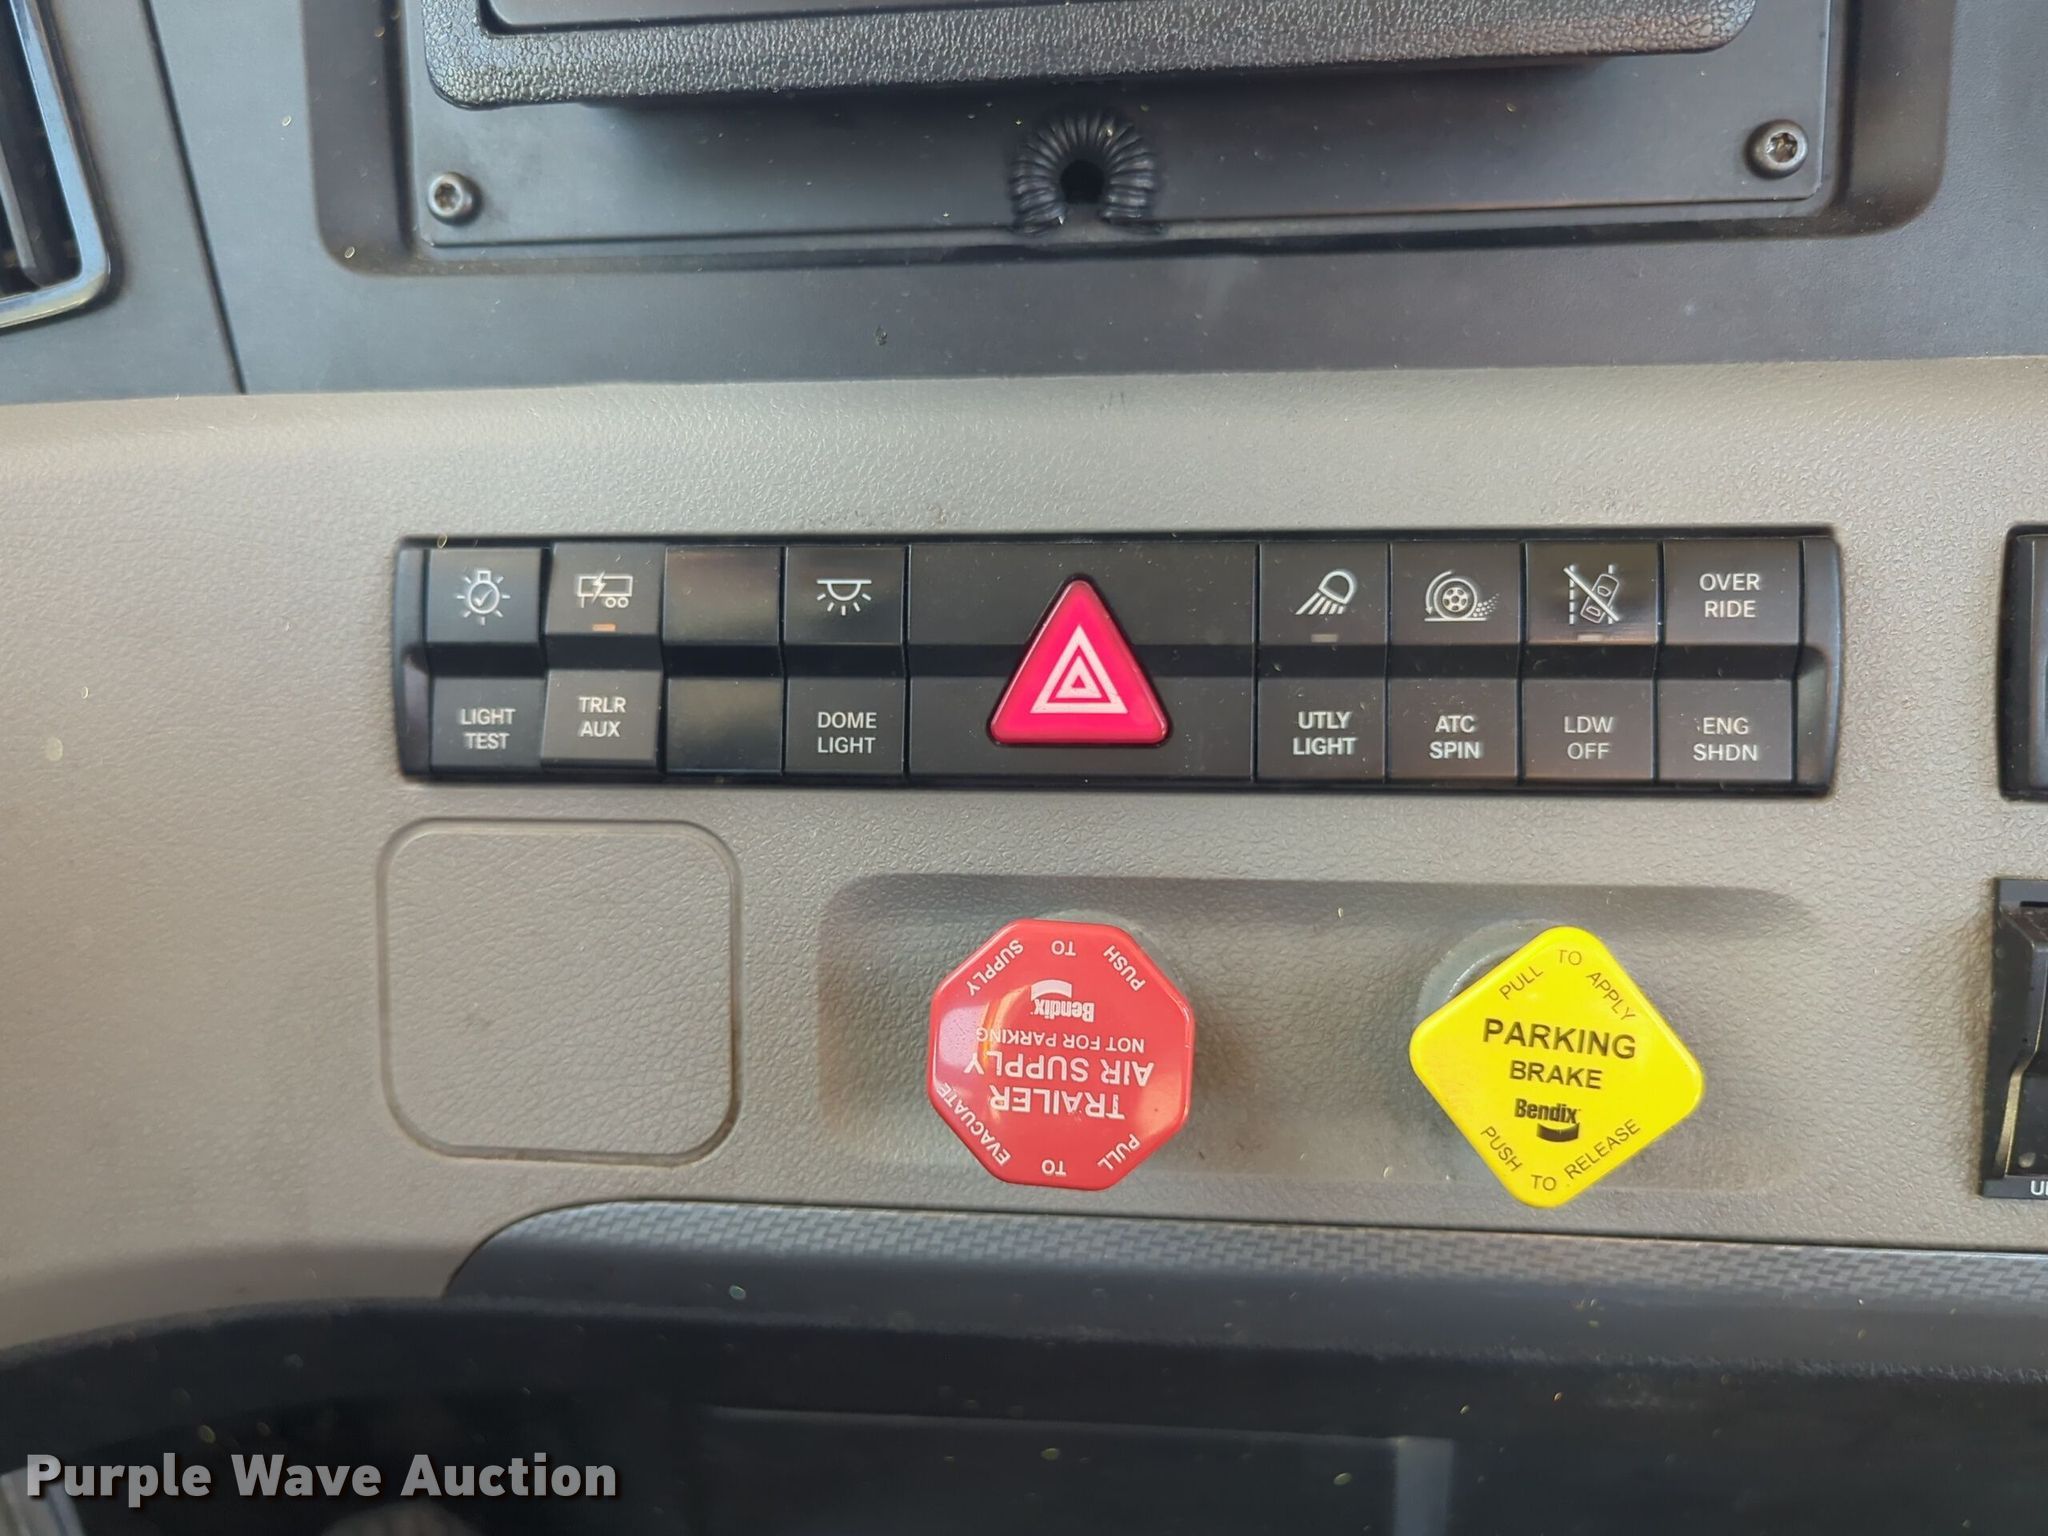 OVER
RIDE
LIGHT
TEST
TRLR
AUX
DOME
LIGHT
UTLY
LIGHT
ATC
SPIN
LDW
OFF
ENG
SHDN
PUSH TO SUPPLY
Bendix
NOT FOR PARKING
TRAILER
AIR SUPPLY
PULL TO EVACUATE
PULL TO APPLY
PARKING
BRAKE
Bendix
PUSH TO RELEASE
Purple Wave Auction